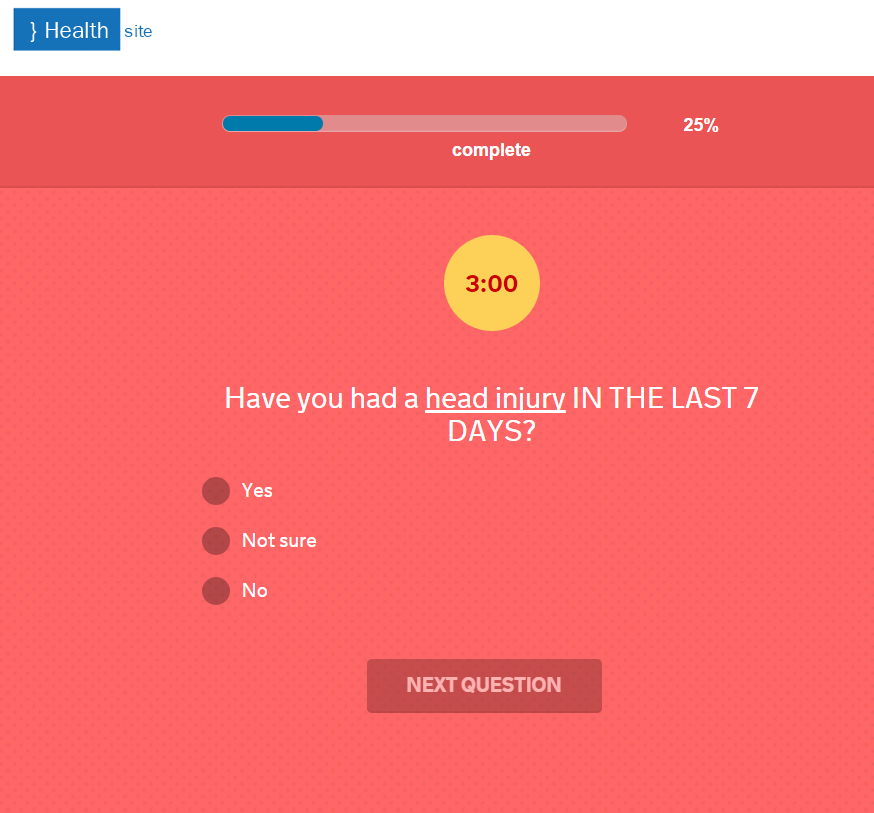 } Health site
25%
complete
3:00
Have you had a head injury IN THE LAST 7
DAYS?
Yes
Not sure
No
NEXT QUESTION